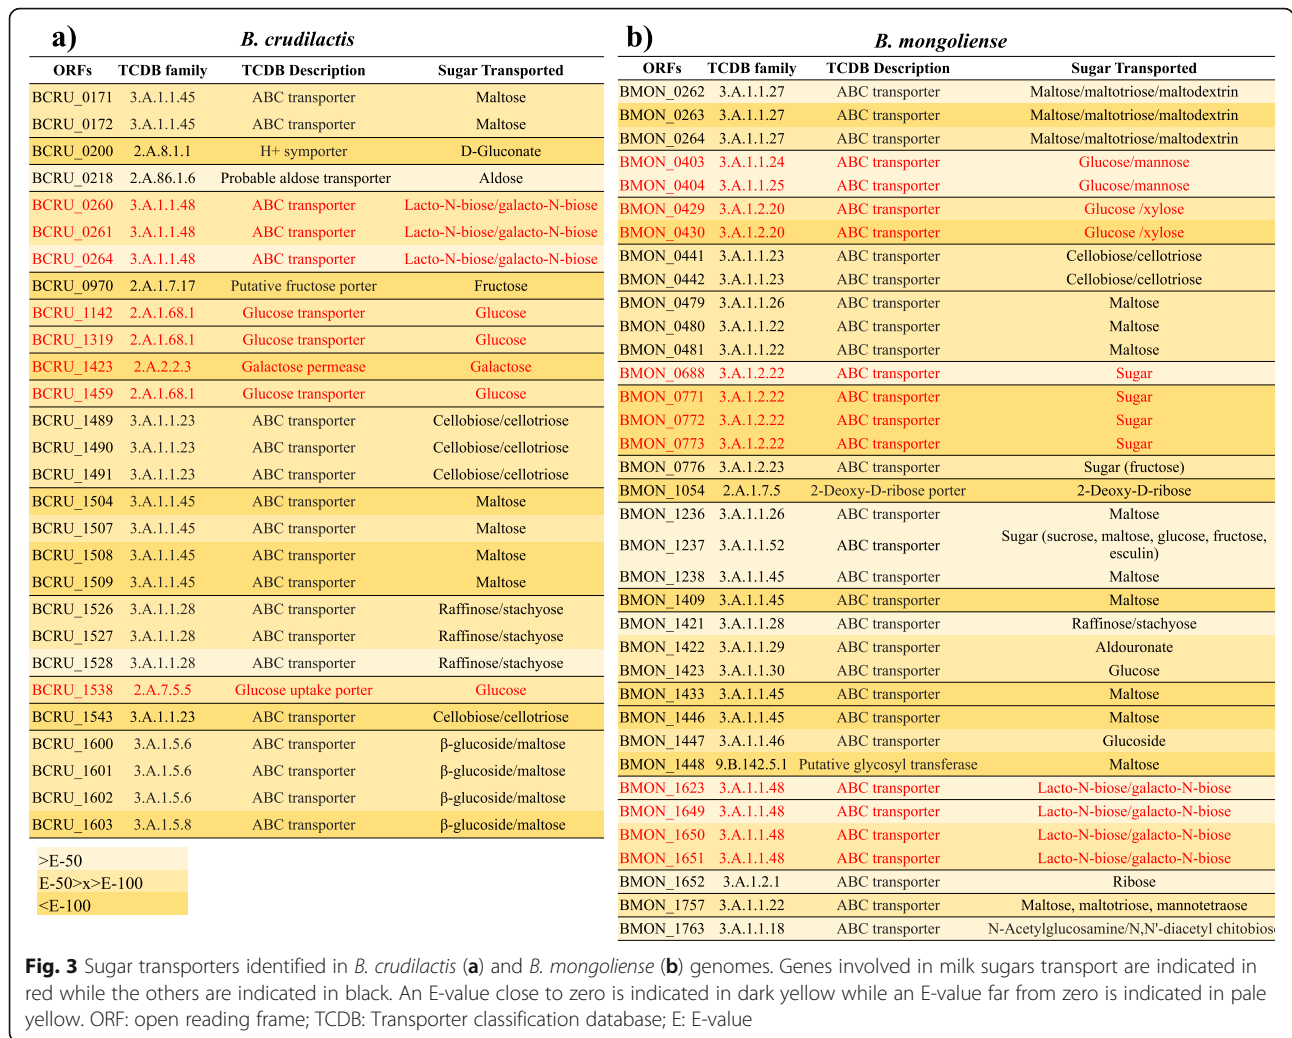 a)
B. crudilactis
ORFs TCDB family TCDB Description Sugar Transported
BCRU_0171 3.A.1.1.45 ABC transporter Maltose
BCRU_0172 3.A.1.1.45 ABC transporter Maltose
BCRU_0200 2.A.8.1.1 H+ symporter D-Gluconate
BCRU_0218 2.A.86.1.6 Probable aldose transporter Aldose
BCRU_0260 3.A.1.1.48 ABC transporter Lacto-N-biose/galacto-N-biose
BCRU_0261 3.A.1.1.48 ABC transporter Lacto-N-biose/galacto-N-biose
BCRU_0264 3.A.1.1.48 ABC transporter Lacto-N-biose/galacto-N-biose
BCRU_0970 2.A.1.7.17 Putative fructose porter Fructose
BCRU_1142 2.A.1.68.1 Glucose transporter Glucose
BCRU_1319 2.A.1.68.1 Glucose transporter Glucose
BCRU_1423 2.A.2.2.3 Galactose permease Galactose
BCRU_1459 2.A.1.68.1 Glucose transporter Glucose
BCRU_1489 3.A.1.1.23 ABC transporter Cellobiose/cellotriose
BCRU_1490 3.A.1.1.23 ABC transporter Cellobiose/cellotriose
BCRU_1491 3.A.1.1.23 ABC transporter Cellobiose/cellotriose
BCRU_1504 3.A.1.1.45 ABC transporter Maltose
BCRU_1507 3.A.1.1.45 ABC transporter Maltose
BCRU_1508 3.A.1.1.45 ABC transporter Maltose
BCRU_1509 3.A.1.1.45 ABC transporter Maltose
BCRU_1526 3.A.1.1.28 ABC transporter Raffinose/stachyose
BCRU_1527 3.A.1.1.28 ABC transporter Raffinose/stachyose
BCRU_1528 3.A.1.1.28 ABC transporter Raffinose/stachyose
BCRU_1538 2.A.7.5.5 Glucose uptake porter Glucose
BCRU_1543 3.A.1.1.23 ABC transporter Cellobiose/cellotriose
BCRU_1600 3.A.1.5.6 ABC transporter β-glucoside/maltose
BCRU_1601 3.A.1.5.6 ABC transporter β-glucoside/maltose
BCRU_1602 3.A.1.5.6 ABC transporter β-glucoside/maltose
BCRU_1603 3.A.1.5.8 ABC transporter β-glucoside/maltose
>E-50
E-50>x>E-100
<E-100
b)
B. mongoliense
ORFs TCDB family TCDB Description Sugar Transported
BMON_0262 3.A.1.1.27 ABC transporter Maltose/maltotriose/maltodextrin
BMON_0263 3.A.1.1.27 ABC transporter Maltose/maltotriose/maltodextrin
BMON_0264 3.A.1.1.27 ABC transporter Maltose/maltotriose/maltodextrin
BMON_0403 3.A.1.1.24 ABC transporter Glucose/mannose
BMON_0404 3.A.1.1.25 ABC transporter Glucose/mannose
BMON_0429 3.A.1.2.20 ABC transporter Glucose /xylose
BMON_0430 3.A.1.2.20 ABC transporter Glucose /xylose
BMON_0441 3.A.1.1.23 ABC transporter Cellobiose/cellotriose
BMON_0442 3.A.1.1.23 ABC transporter Cellobiose/cellotriose
BMON_0479 3.A.1.1.26 ABC transporter Maltose
BMON_0480 3.A.1.1.22 ABC transporter Maltose
BMON_0481 3.A.1.1.22 ABC transporter Maltose
BMON_0688 3.A.1.2.22 ABC transporter Sugar
BMON_0771 3.A.1.2.22 ABC transporter Sugar
BMON_0772 3.A.1.2.22 ABC transporter Sugar
BMON_0773 3.A.1.2.22 ABC transporter Sugar
BMON_0776 3.A.1.2.23 ABC transporter Sugar (fructose)
BMON_1054 2.A.1.7.5 2-Deoxy-D-ribose porter 2-Deoxy-D-ribose
BMON_1236 3.A.1.1.26 ABC transporter Maltose
BMON_1237 3.A.1.1.52 ABC transporter Sugar (sucrose, maltose, glucose, fructose,
esculin)
BMON_1238 3.A.1.1.45 ABC transporter Maltose
BMON_1409 3.A.1.1.45 ABC transporter Maltose
BMON_1421 3.A.1.1.28 ABC transporter Raffinose/stachyose
BMON_1422 3.A.1.1.29 ABC transporter Aldouronate
BMON_1423 3.A.1.1.30 ABC transporter Glucose
BMON_1433 3.A.1.1.45 ABC transporter Maltose
BMON_1446 3.A.1.1.45 ABC transporter Maltose
BMON_1447 3.A.1.1.46 ABC transporter Glucoside
BMON_1448 9.B.142.5.1 Putative glycosyl transferase Maltose
BMON_1623 3.A.1.1.48 ABC transporter Lacto-N-biose/galacto-N-biose
BMON_1649 3.A.1.1.48 ABC transporter Lacto-N-biose/galacto-N-biose
BMON_1650 3.A.1.1.48 ABC transporter Lacto-N-biose/galacto-N-biose
BMON_1651 3.A.1.1.48 ABC transporter Lacto-N-biose/galacto-N-biose
BMON_1652 3.A.1.2.1 ABC transporter Ribose
BMON_1757 3.A.1.1.22 ABC transporter Maltose, maltotriose, mannotetraose
BMON_1763 3.A.1.1.18 ABC transporter N-Acetylglucosamine/N,N'-diacetyl chitobiose
Fig. 3 Sugar transporters identified in B. crudilactis (a) and B. mongoliense (b) genomes. Genes involved in milk sugars transport are indicated in
red while the others are indicated in black. An E-value close to zero is indicated in dark yellow while an E-value far from zero is indicated in pale
yellow. ORF: open reading frame; TCDB: Transporter classification database; E: E-value